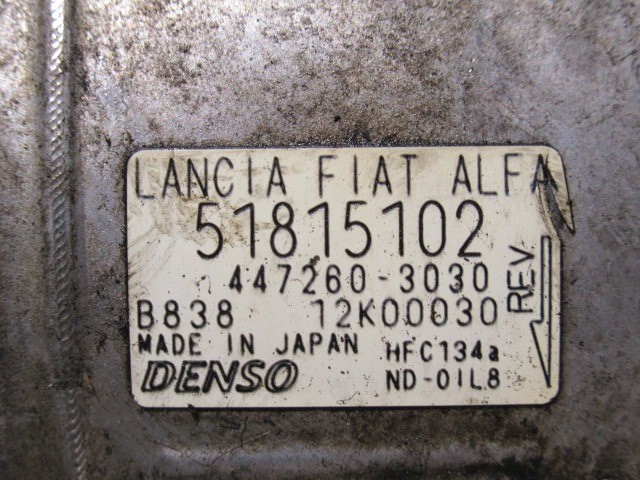 LANCIA FIAT ALFA
51815102
447260-3030
B838 12K00030
MADE IN JAPAN HFC134a
DENSO ND-OIL8
REV